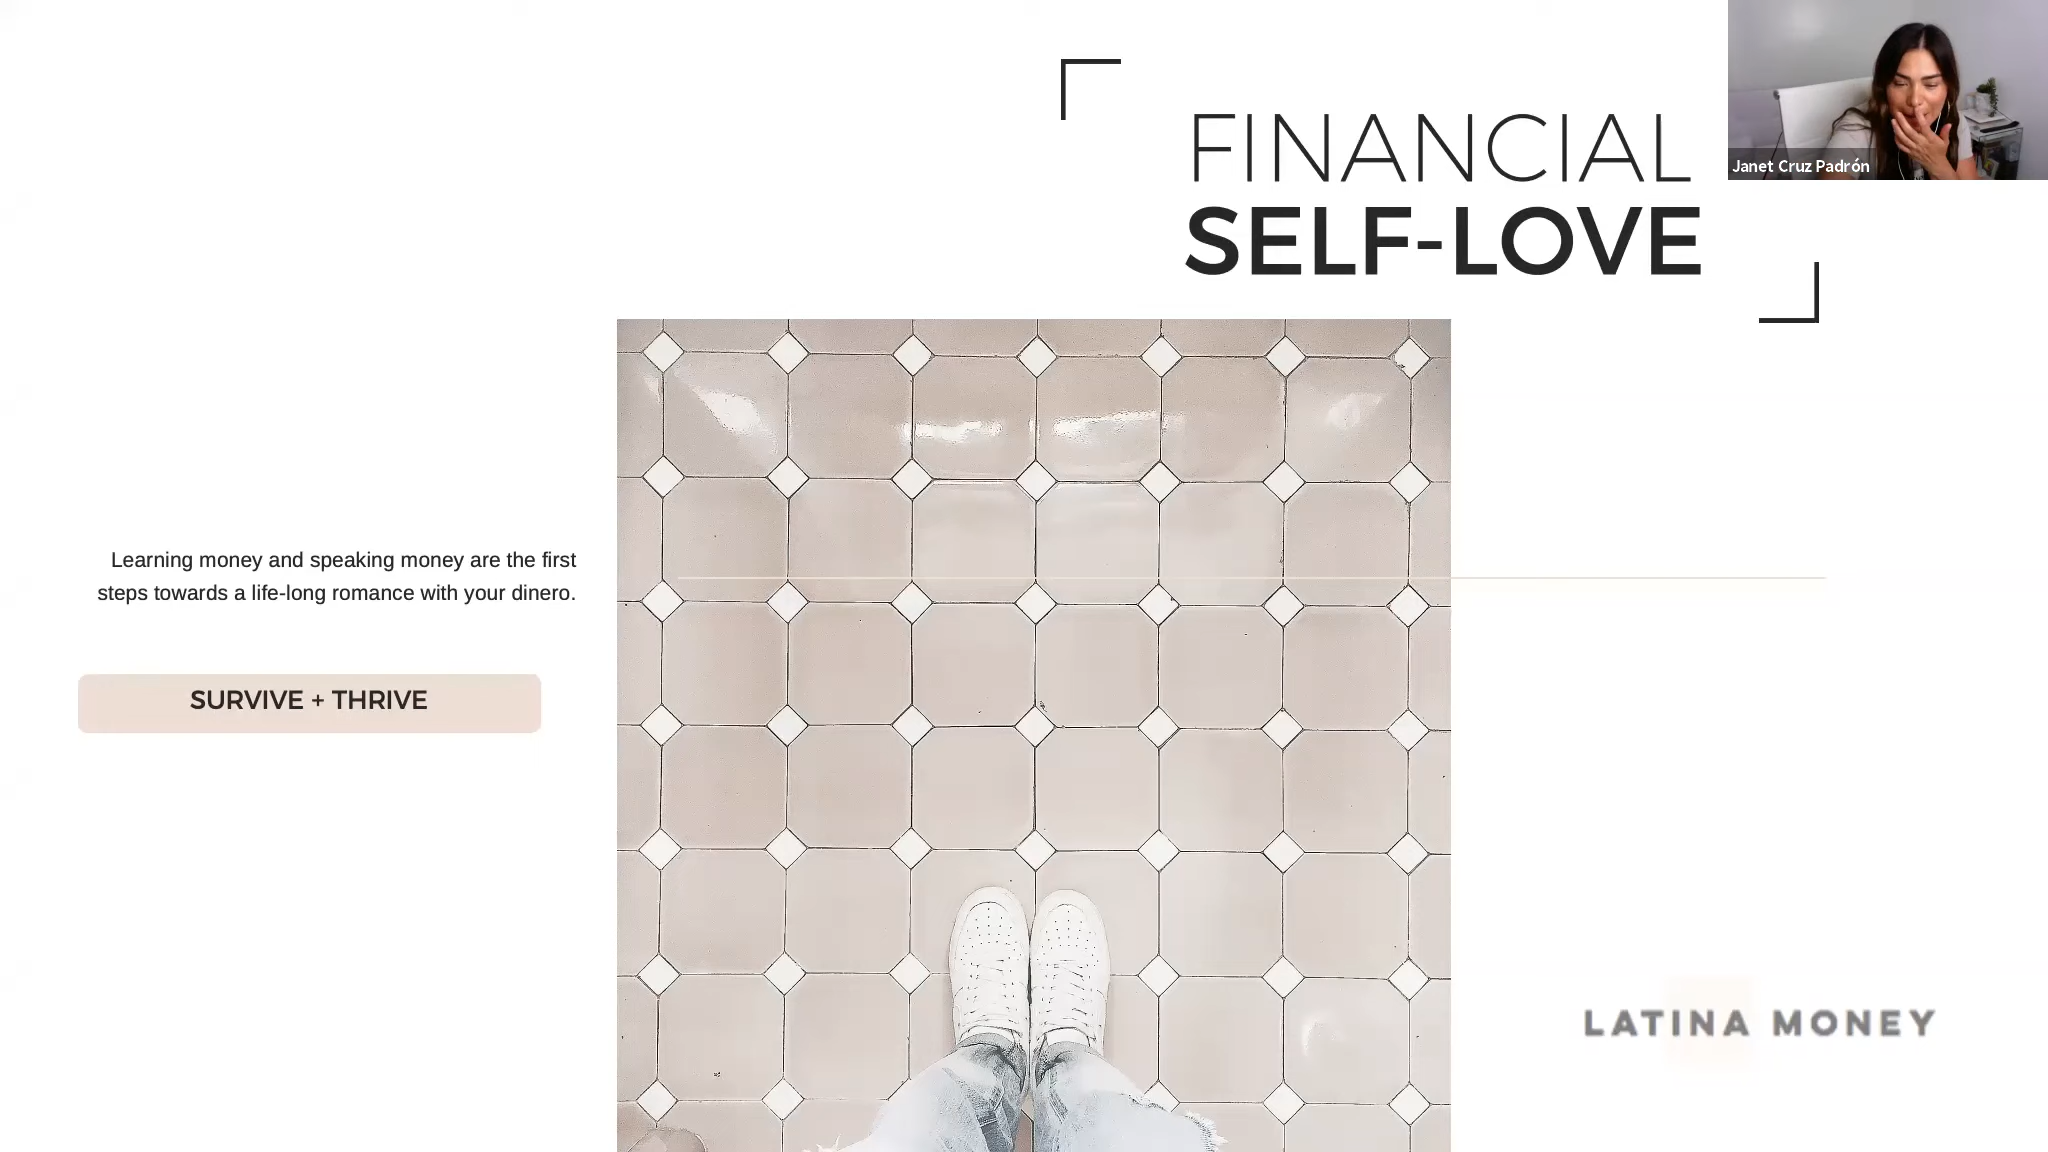 FINANCIAL
SELF-LOVE
Janet Cruz Padrón
Learning money and speaking money are the first
steps towards a life-long romance with your dinero.
SURVIVE + THRIVE
LATINA MONEY